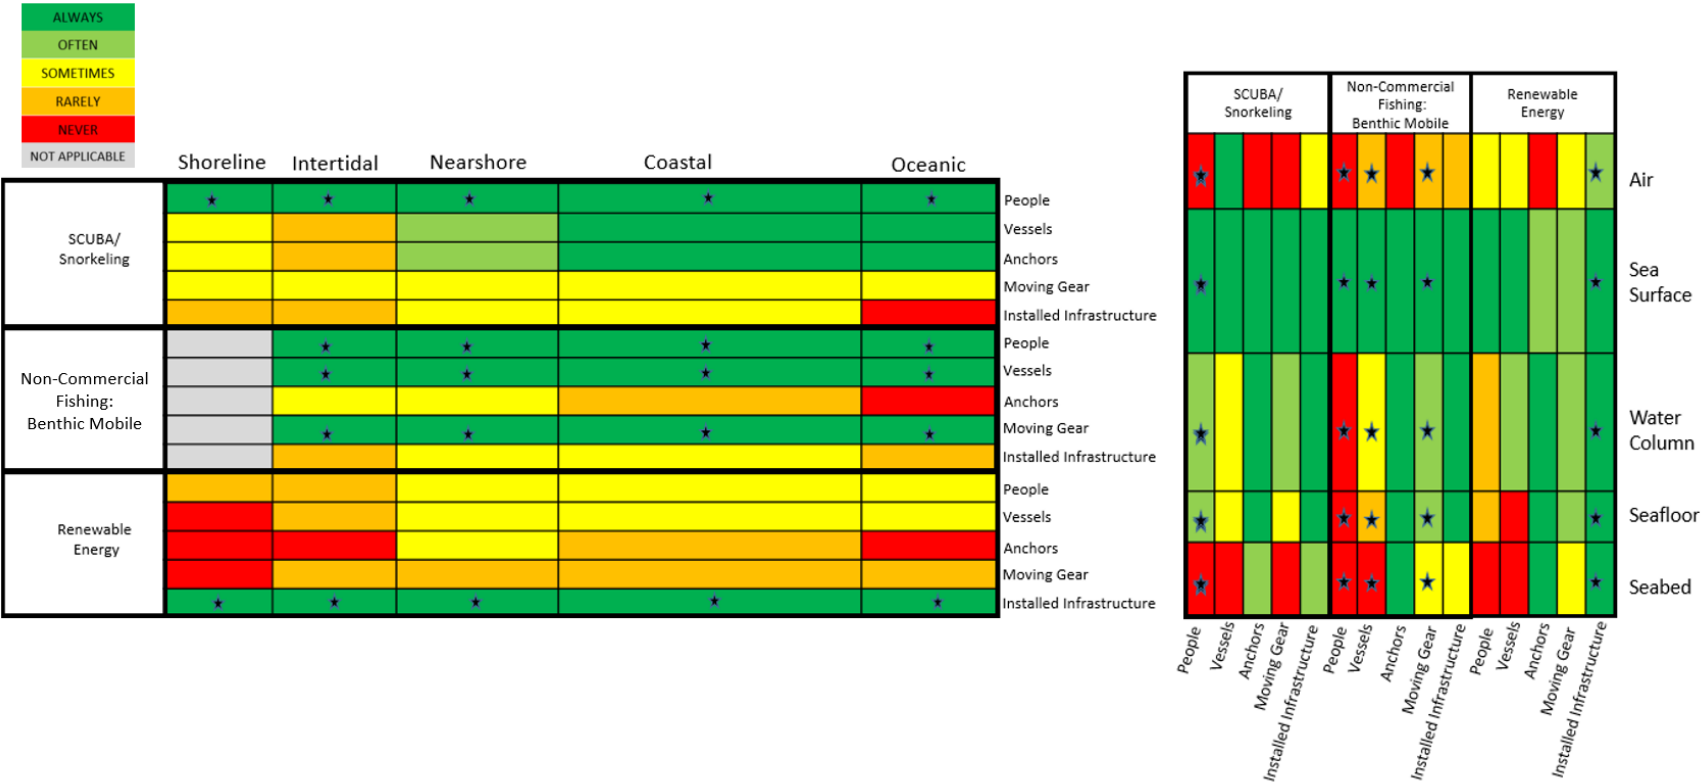 ALWAYS
OFTEN
SOMETIMES
RARELY
NEVER
NOT APPLICABLE
Shoreline Intertidal Nearshore Coastal Oceanic
SCUBA/
Snorkeling
People
Vessels
Anchors
Moving Gear
Installed Infrastructure
Non-Commercial
Fishing:
Benthic Mobile
People
Vessels
Anchors
Moving Gear
Installed Infrastructure
Renewable
Energy
People
Vessels
Anchors
Moving Gear
Installed Infrastructure
SCUBA/
Snorkeling
Non-Commercial
Fishing:
Benthic Mobile
Renewable
Energy
Air
Sea
Surface
Water
Column
Seafloor
Seabed
People
Vessels
Anchors
Moving Gear
Installed Infrastructure
People
Vessels
Anchors
Moving Gear
Installed Infrastructure
People
Vessels
Anchors
Moving Gear
Installed Infrastructure